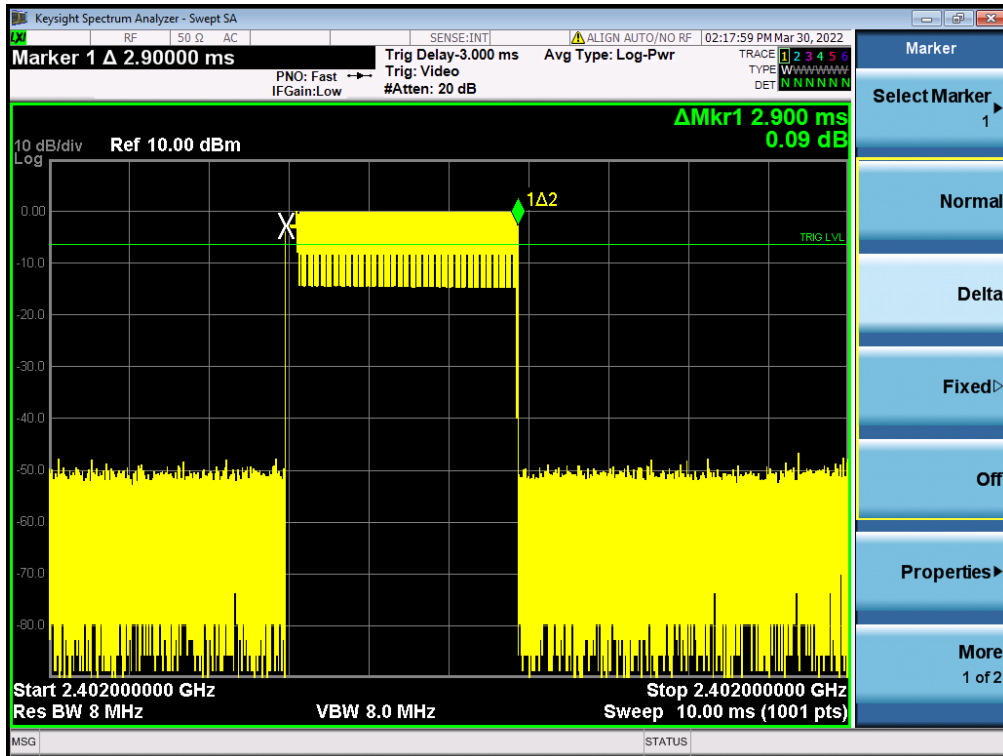 Keysight Spectrum Analyzer - Swept SA
LXI RF 50 Ω AC SENSE:INT ALIGN AUTO/NO RF 02:17:59 PM Mar 30, 2022
Marker 1 Δ 2.90000 ms
PNO: Fast
IFGain:Low
Trig Delay-3.000 ms
Trig: Video
#Atten: 20 dB
Avg Type: Log-Pwr
TRACE 1 2 3 4 5 6
TYPE WWWWWW
DET N N N N N N
ΔMkr1 2.900 ms
0.09 dB
10 dB/div Ref 10.00 dBm
Log
0.00
-10.0
-20.0
-30.0
-40.0
-50.0
-60.0
-70.0
-80.0
X
1Δ2
TRIG LVL
Start 2.402000000 GHz Stop 2.402000000 GHz
Res BW 8 MHz VBW 8.0 MHz Sweep 10.00 ms (1001 pts)
MSG STATUS
Marker
Select Marker
1
Normal
Delta
Fixed
Off
Properties
More
1 of 2